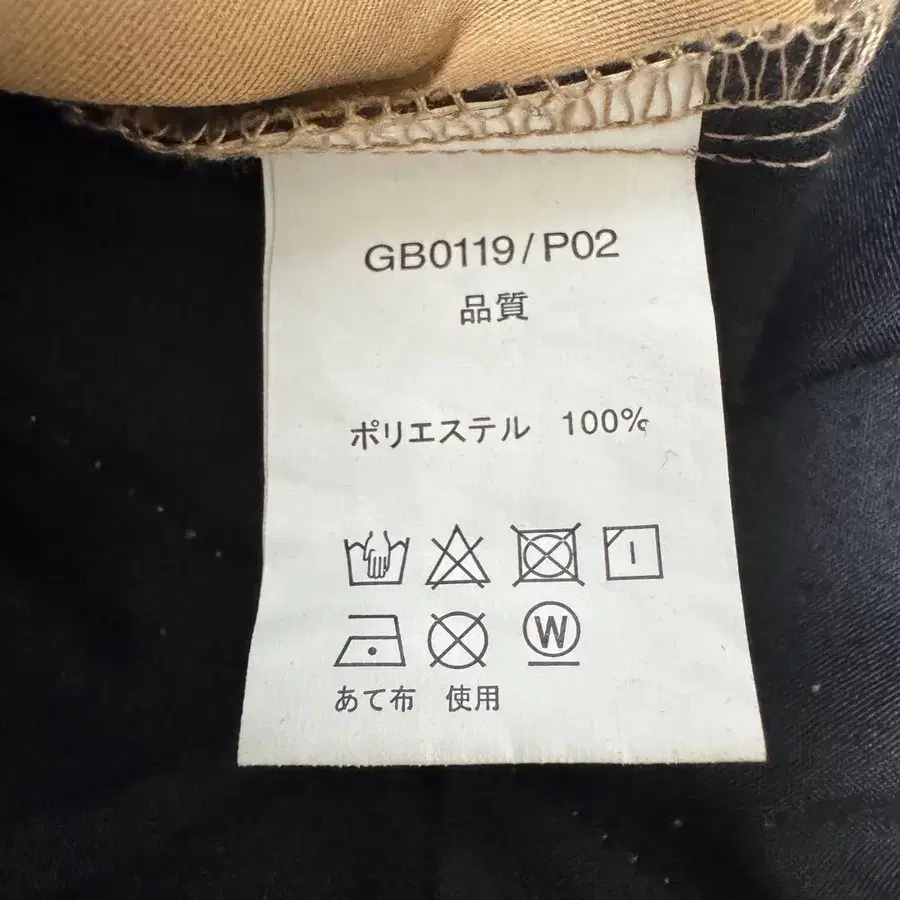 GB0119/P02
品質
ポリエステル 100%
W
あて布 使用